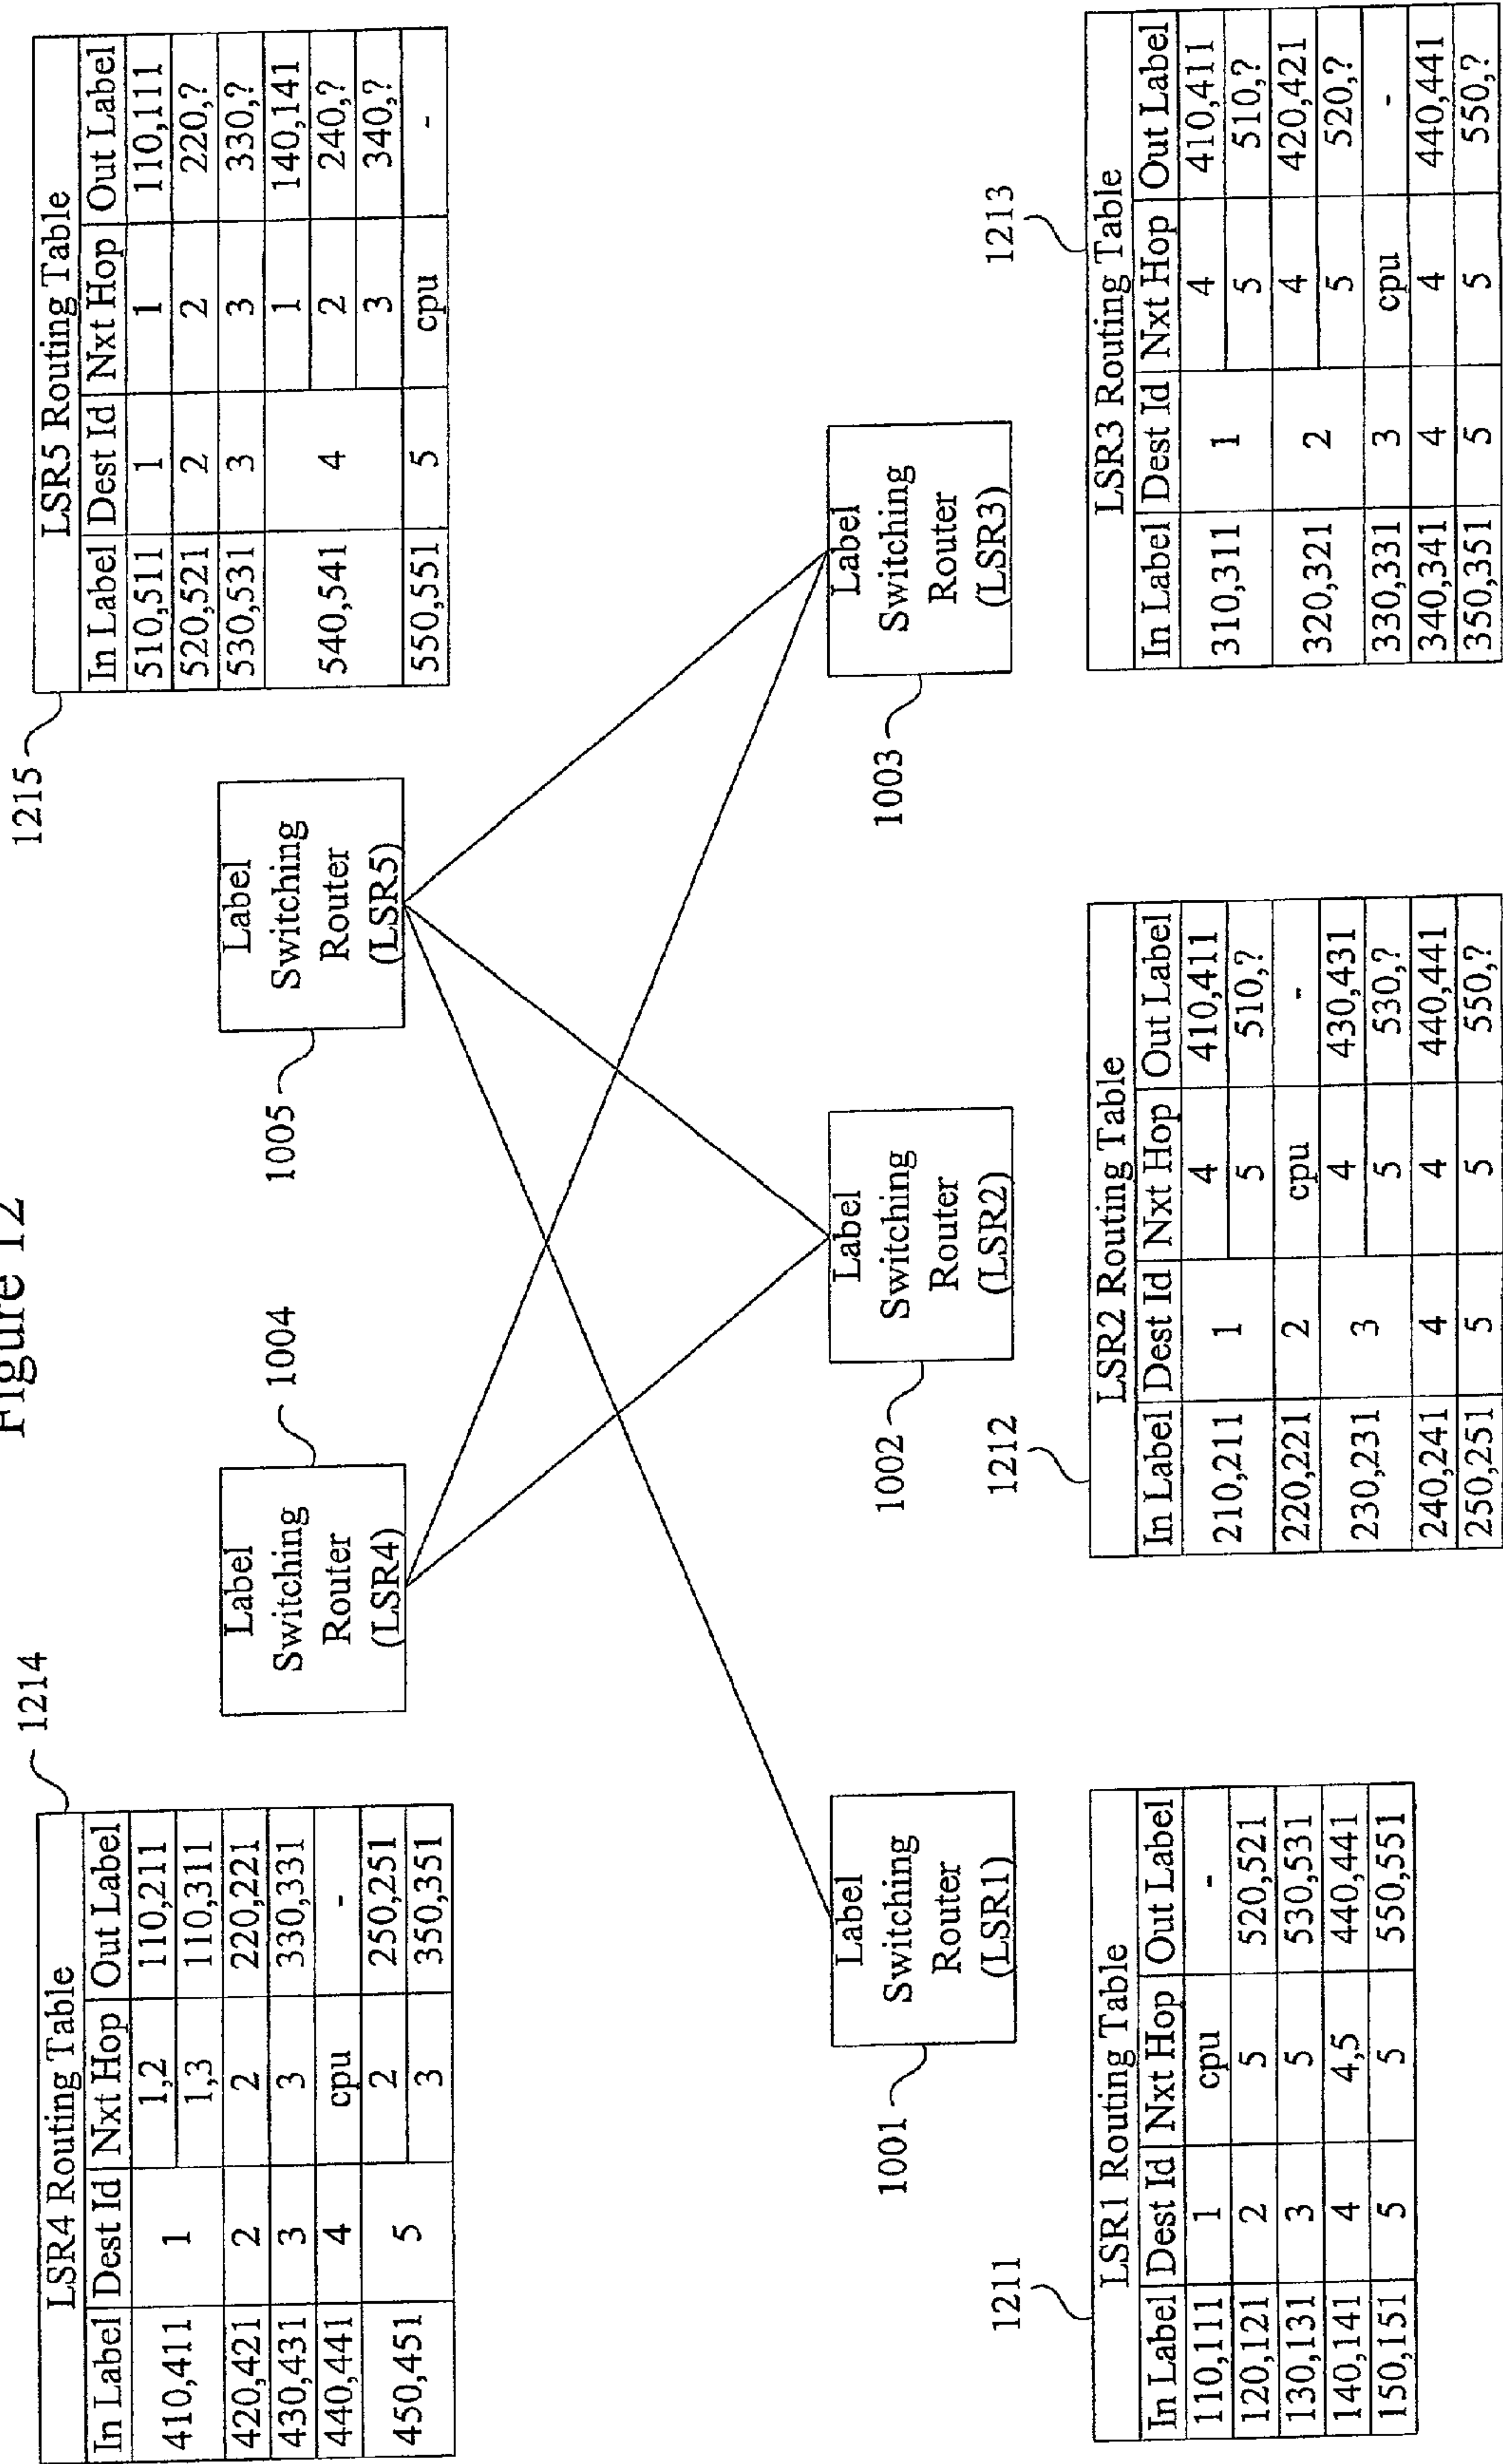 Figure 12
1214
LSR4 Routing Table
In Label Dest Id Nxt Hop Out Label
410,411 1 1,2 110,211
1,3 110,311
420,421 2 2 220,221
430,431 3 3 330,331
440,441 4 cpu -
450,451 5 2 250,251
3 350,351
Label
Switching
Router
(LSR4)
1004
Label
Switching
Router
(LSR5)
1005
1215
LSR5 Routing Table
In Label Dest Id Nxt Hop Out Label
510,511 1 1 110,111
520,521 2 2 220,?
530,531 3 3 330,?
540,541 4 1 140,141
2 240,?
3 340,?
550,551 5 cpu -
Label
Switching
Router
(LSR1)
1001
Label
Switching
Router
(LSR2)
1002
Label
Switching
Router
(LSR3)
1003
1211
LSR1 Routing Table
In Label Dest Id Nxt Hop Out Label
110,111 1 cpu -
120,121 2 5 520,521
130,131 3 5 530,531
140,141 4 4,5 440,441
150,151 5 5 550,551
1212
LSR2 Routing Table
In Label Dest Id Nxt Hop Out Label
210,211 1 4 410,411
5 510,?
220,221 2 cpu -
230,231 3 4 430,431
5 530,?
240,241 4 4 440,441
250,251 5 5 550,?
1213
LSR3 Routing Table
In Label Dest Id Nxt Hop Out Label
310,311 1 4 410,411
5 510,?
320,321 2 4 420,421
5 520,?
330,331 3 cpu -
340,341 4 4 440,441
350,351 5 5 550,?